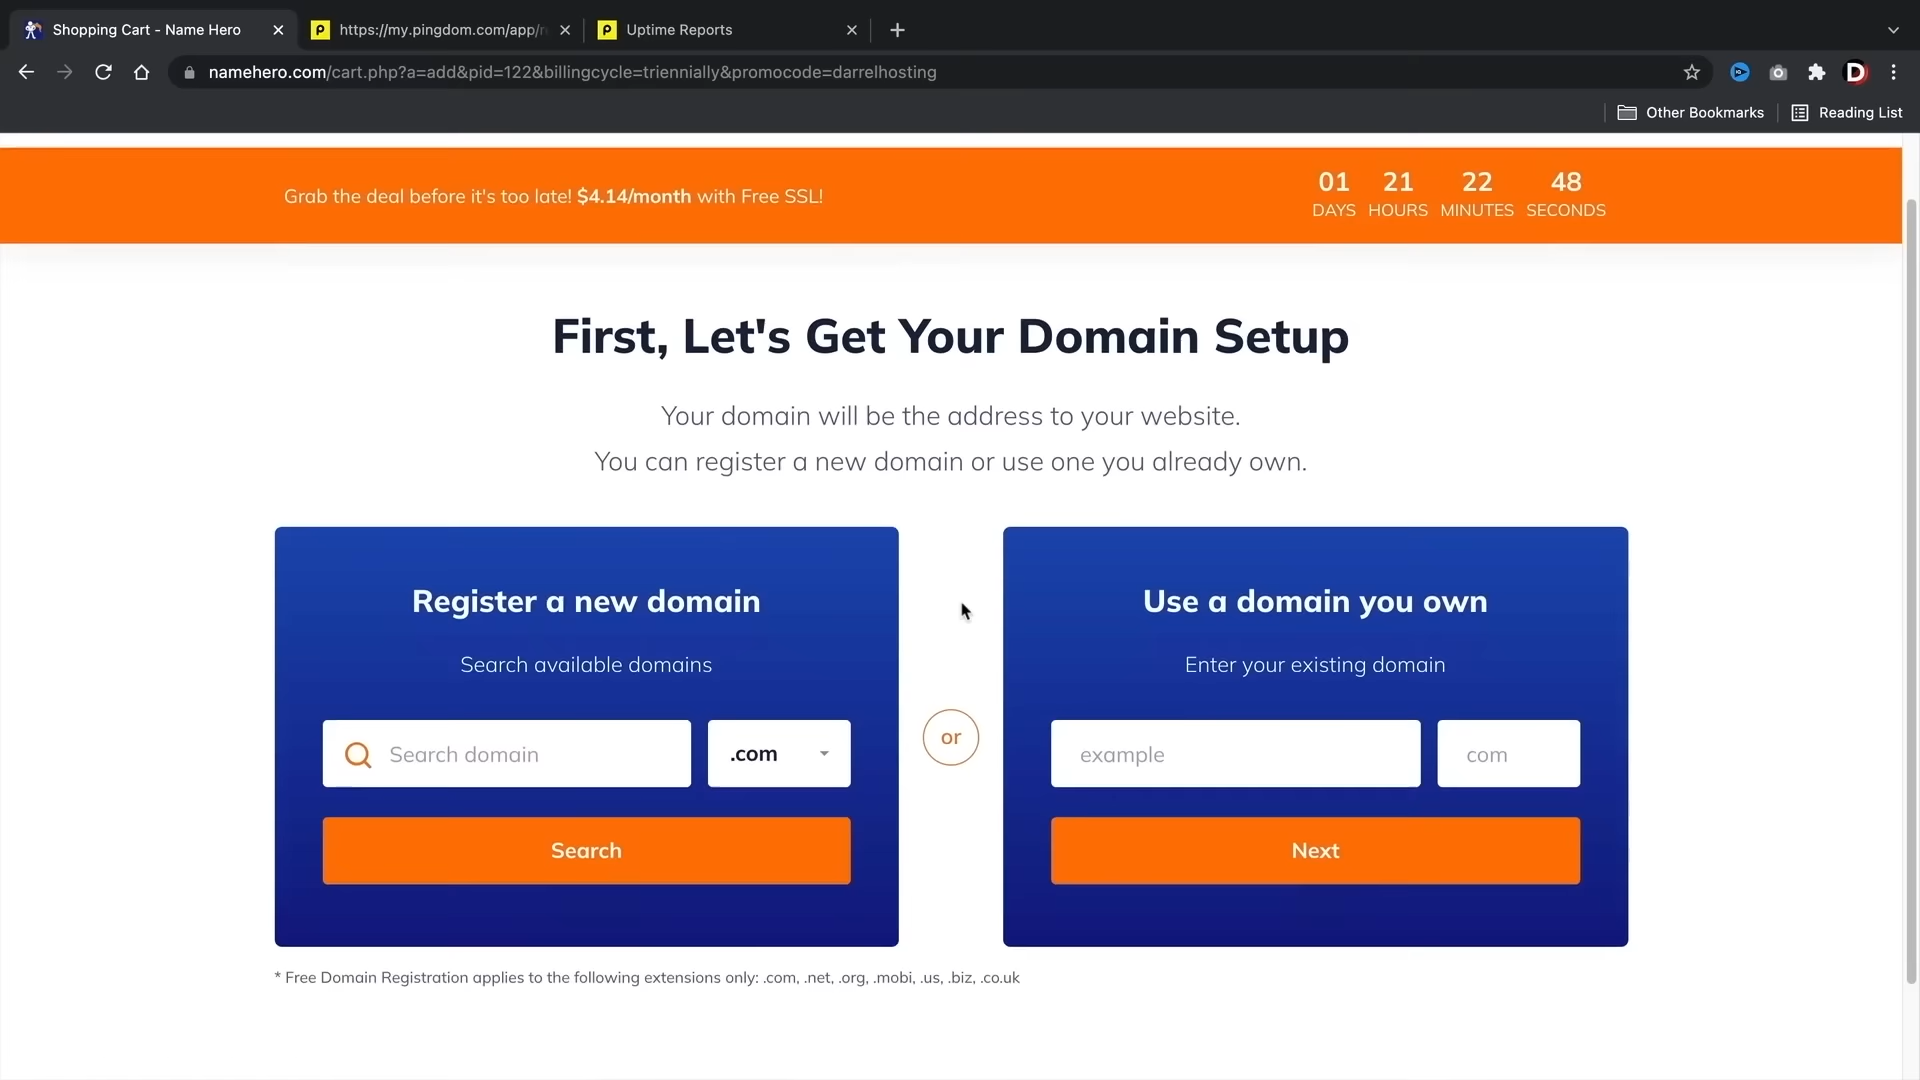 Shopping Cart - Name Hero
https://my.pingdom.com/app/r
Uptime Reports
namehero.com/cart.php?a=add&pid=122&billingcycle=triennially&promocode=darrelhosting
Other Bookmarks
Reading List
Grab the deal before it's too late! $4.14/month with Free SSL!
01 21 22 48
DAYS HOURS MINUTES SECONDS
First, Let's Get Your Domain Setup
Your domain will be the address to your website.
You can register a new domain or use one you already own.
Register a new domain
Search available domains
Search domain
.com
Search
or
Use a domain you own
Enter your existing domain
example
com
Next
* Free Domain Registration applies to the following extensions only: .com, .net, .org, .mobi, .us, .biz, .co.uk